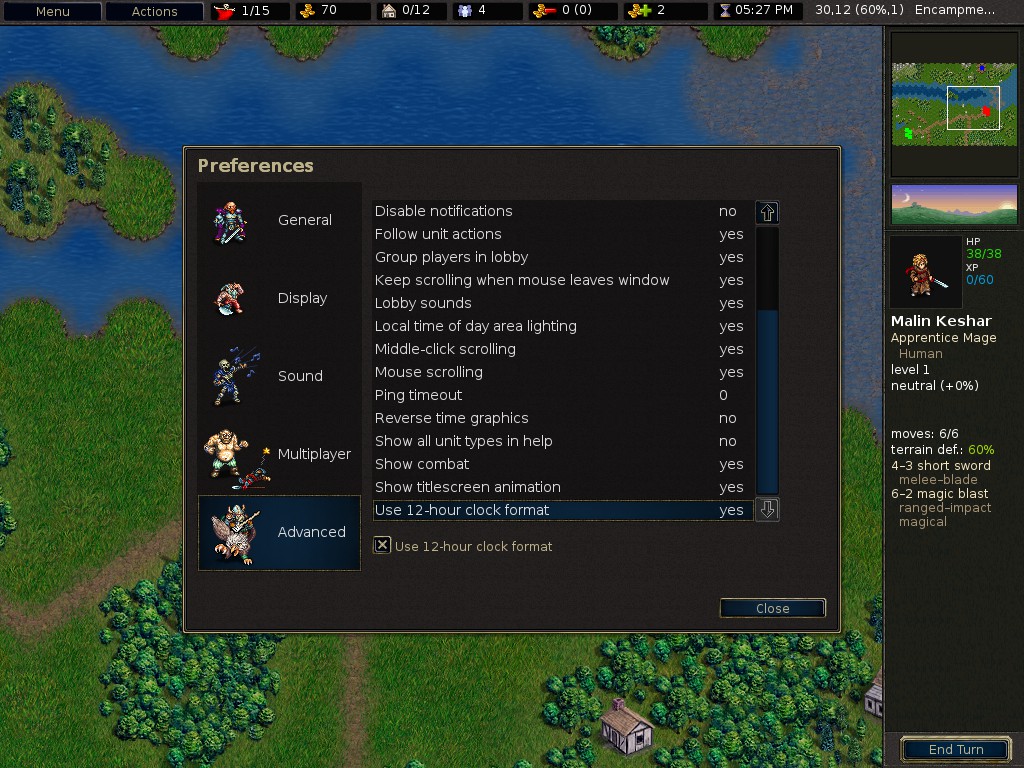 Menu Actions 1/15 70 0/12 4 0 (0) 2 05:27 PM 30,12 (60%,1) Encampme...
Preferences
General
Display
Sound
Multiplayer
Advanced
Disable notifications no
Follow unit actions yes
Group players in lobby yes
Keep scrolling when mouse leaves window yes
Lobby sounds yes
Local time of day area lighting yes
Middle-click scrolling yes
Mouse scrolling yes
Ping timeout 0
Reverse time graphics no
Show all unit types in help no
Show combat yes
Show titlescreen animation yes
Use 12-hour clock format yes
Use 12-hour clock format
Close
HP
38/38
XP
0/60
Malin Keshar
Apprentice Mage
Human
level 1
neutral (+0%)
moves: 6/6
terrain def.: 60%
4–3 short sword
melee–blade
6–2 magic blast
ranged–impact
magical
End Turn